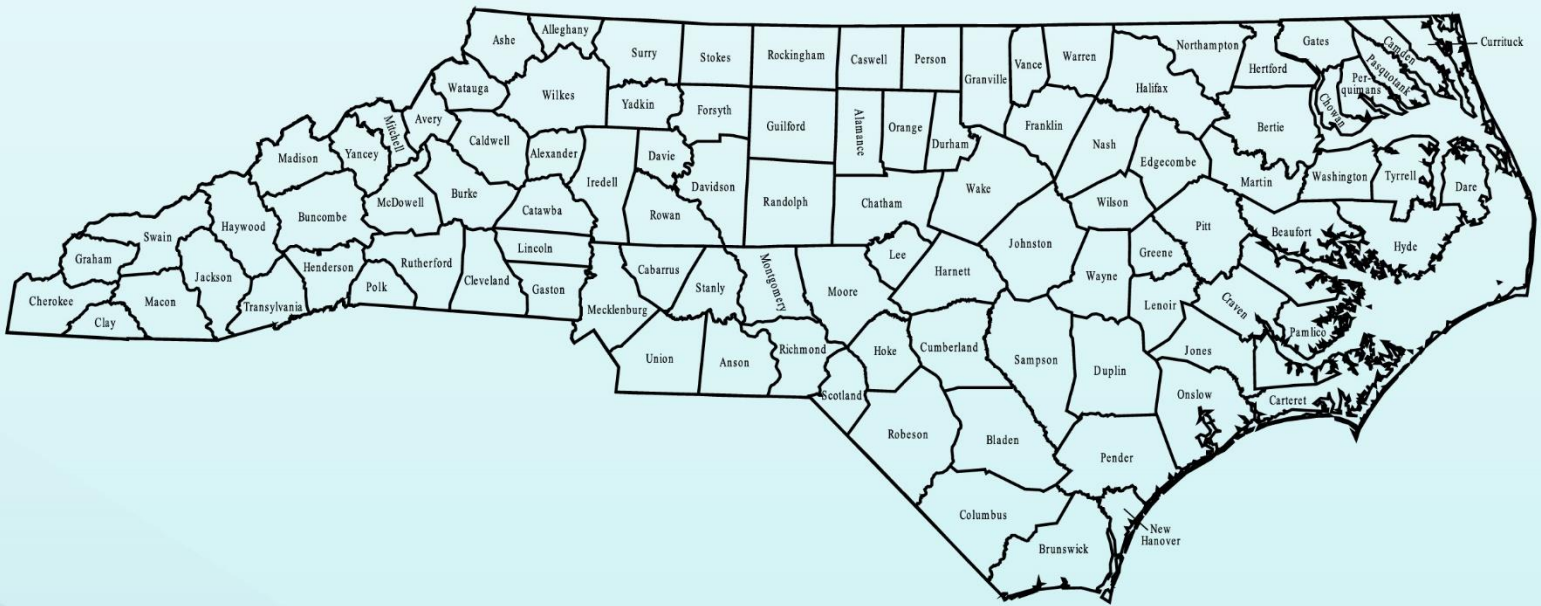 Ashe
Alleghany
Surry
Stokes
Rockingham
Caswell
Person
Granville
Vance
Warren
Northampton
Gates
Camden
Currituck
Hertford
Pasquotank
Per-
quimans
Chowan
Watauga
Wilkes
Yadkin
Forsyth
Guilford
Alamance
Orange
Durham
Franklin
Halifax
Bertie
Mitchell
Avery
Caldwell
Alexander
Davie
Iredell
Davidson
Nash
Edgecombe
Madison
Yancey
McDowell
Burke
Catawba
Rowan
Randolph
Chatham
Wake
Wilson
Martin
Washington
Tyrrell
Dare
Buncombe
Haywood
Swain
Graham
Jackson
Henderson
Rutherford
Lincoln
Cabarrus
Stanly
Montgomery
Moore
Lee
Harnett
Johnston
Wayne
Greene
Pitt
Beaufort
Hyde
Cherokee
Clay
Macon
Transylvania
Polk
Cleveland
Gaston
Mecklenburg
Lenoir
Craven
Pamlico
Union
Anson
Richmond
Scotland
Hoke
Cumberland
Sampson
Duplin
Jones
Onslow
Carteret
Robeson
Bladen
Pender
Columbus
Brunswick
New
Hanover